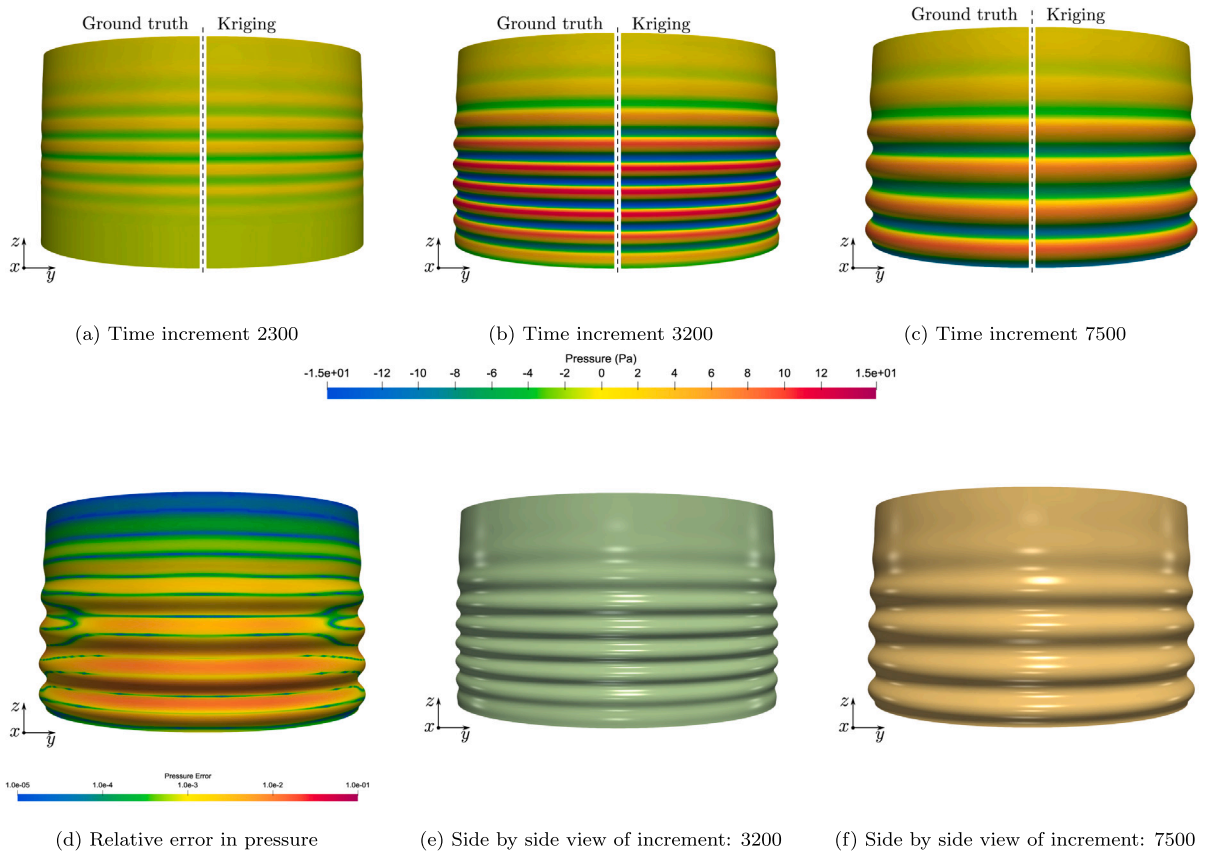 Ground truth Kriging
Ground truth Kriging
Ground truth Kriging
z
x y
z
x y
z
x y
(a) Time increment 2300
(b) Time increment 3200
(c) Time increment 7500
Pressure (Pa)
-1.5e+01 -12 -10 -8 -6 -4 -2 0 2 4 6 8 10 12 1.5e+01
z
x y
z
x y
z
x y
Pressure Error
1.0e-05 1.0e-4 1.0e-3 1.0e-2 1.0e-01
(d) Relative error in pressure
(e) Side by side view of increment: 3200
(f) Side by side view of increment: 7500